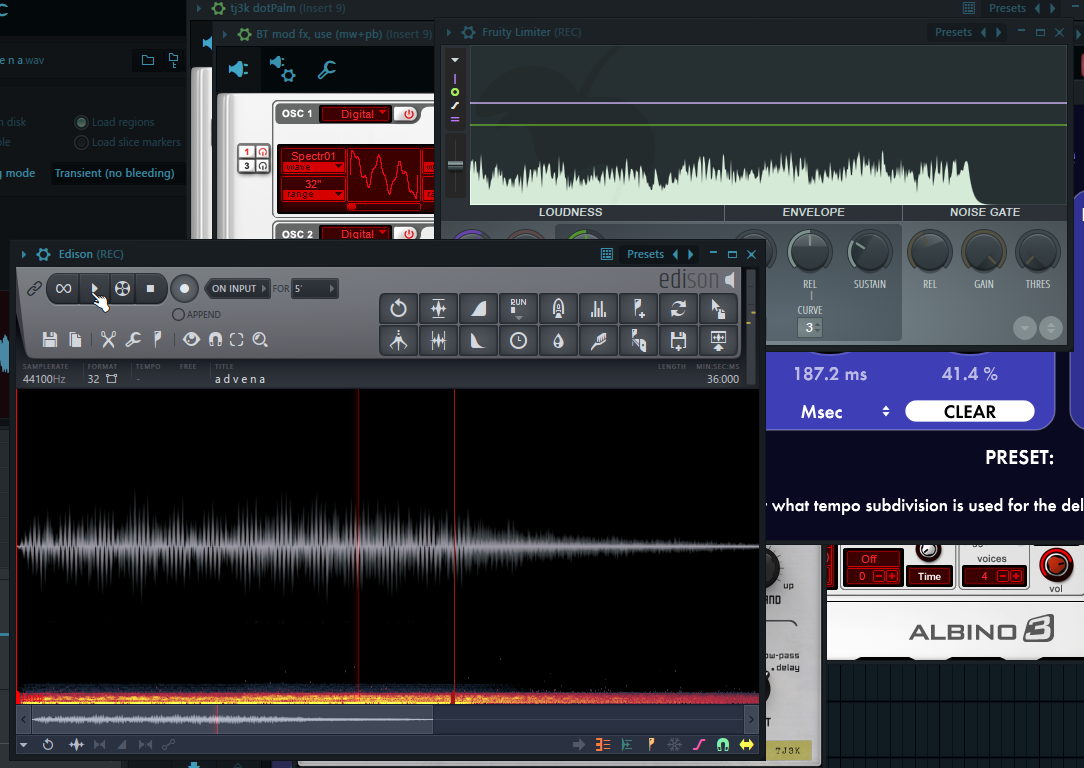 tj3k dotPalm (Insert 9)
Presets
BT mod fx, use (mw+pb) (Insert 9)
Fruity Limiter (REC)
Presets
.wav
Load regions
Load slice markers
mode
Transient (no bleeding)
OSC 1
Digital
1
3
Spectr01
wave
32"
range
OSC 2
Digital
LOUDNESS
ENVELOPE
NOISE GATE
REL
SUSTAIN
REL
GAIN
THRES
CURVE
3
Edison (REC)
Presets
edison
ON INPUT
FOR
5'
APPEND
RUN
SAMPLERATE
FORMAT
TEMPO
FREE
TITLE
LENGTH
MIN:SEC:MS
44100Hz
32
-
advena
36:000
187.2 ms
41.4 %
Msec
CLEAR
PRESET:
what tempo subdivision is used for the del
Off
0
Time
voices
4
vol
up
ALBINO 3
ow-pass
.delay
TJ3K